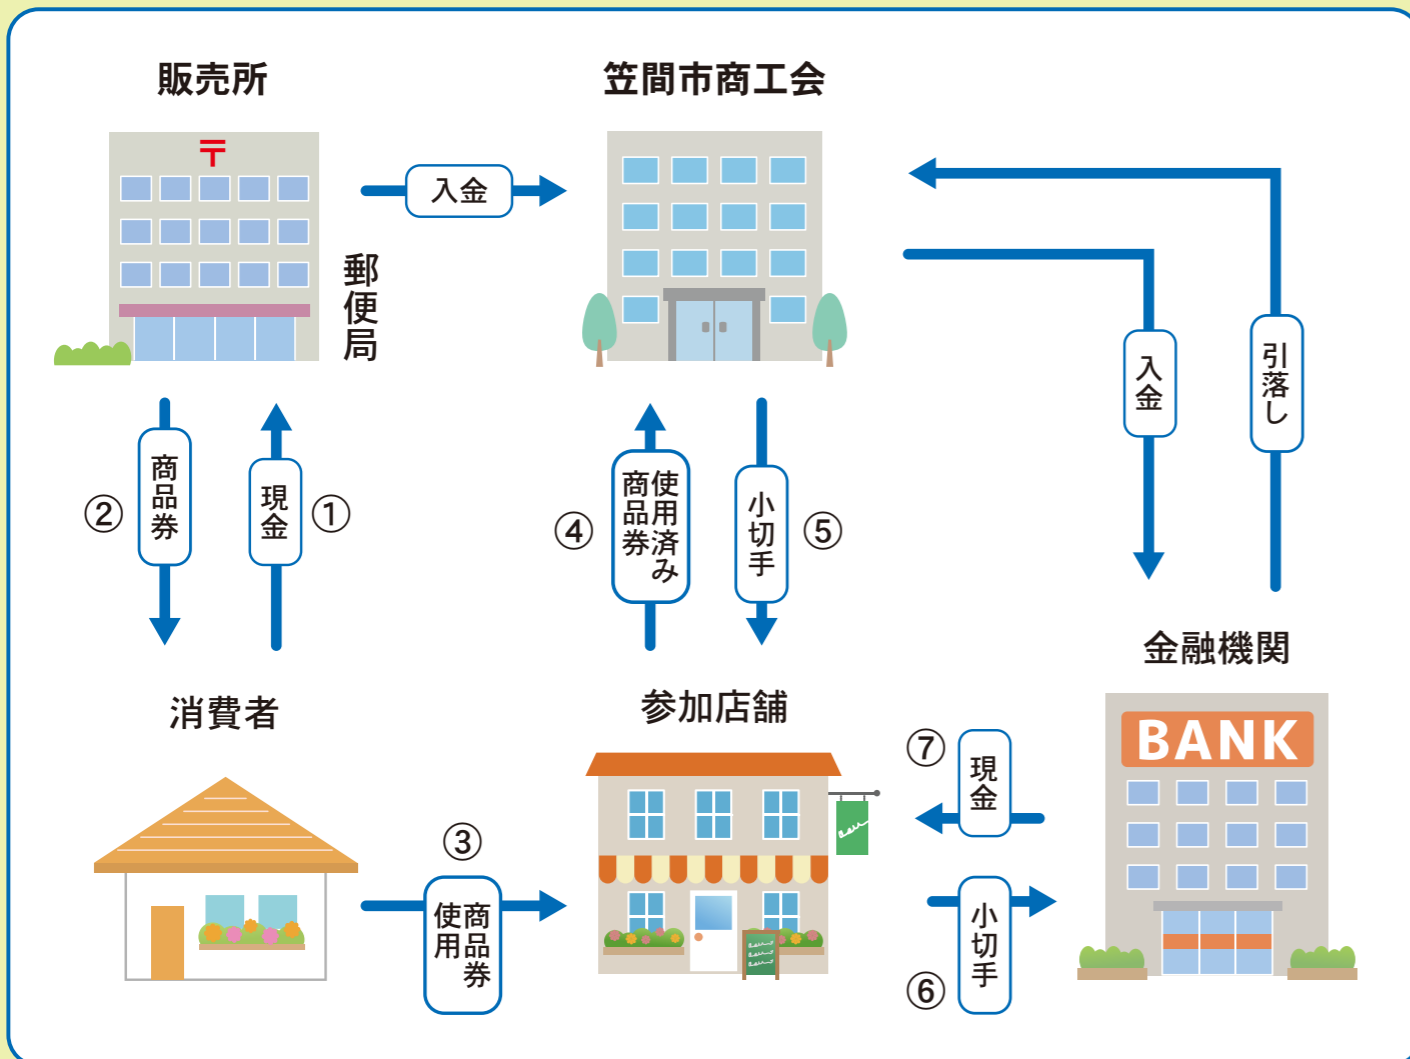 販売所
笠間市商工会
〒
郵便局
入金
入金
引落し
②
商品券
現金
①
④
使用済み
商品券
小切手
⑤
消費者
参加店舗
金融機関
BANK
⑦
現金
③
商品券
使用
小切手
⑥